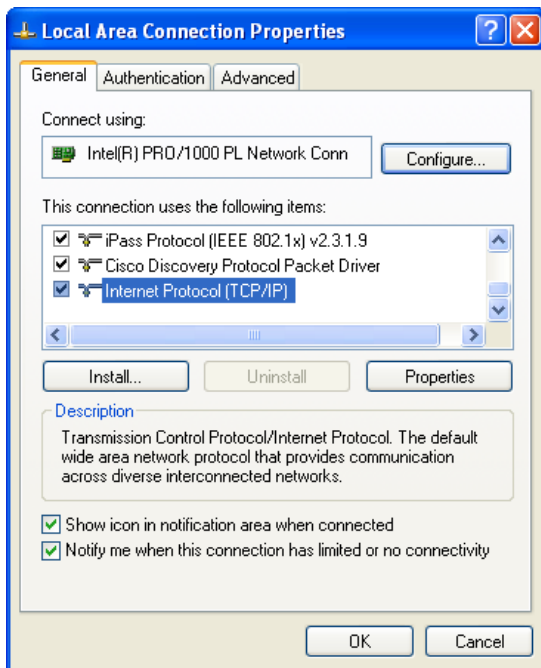 Local Area Connection Properties
General Authentication Advanced
Connect using:
Intel(R) PRO/1000 PL Network Conn
Configure...
This connection uses the following items:
iPass Protocol (IEEE 802.1x) v2.3.1.9
Cisco Discovery Protocol Packet Driver
Internet Protocol (TCP/IP)
Install... Uninstall Properties
Description
Transmission Control Protocol/Internet Protocol. The default
wide area network protocol that provides communication
across diverse interconnected networks.
Show icon in notification area when connected
Notify me when this connection has limited or no connectivity
OK Cancel